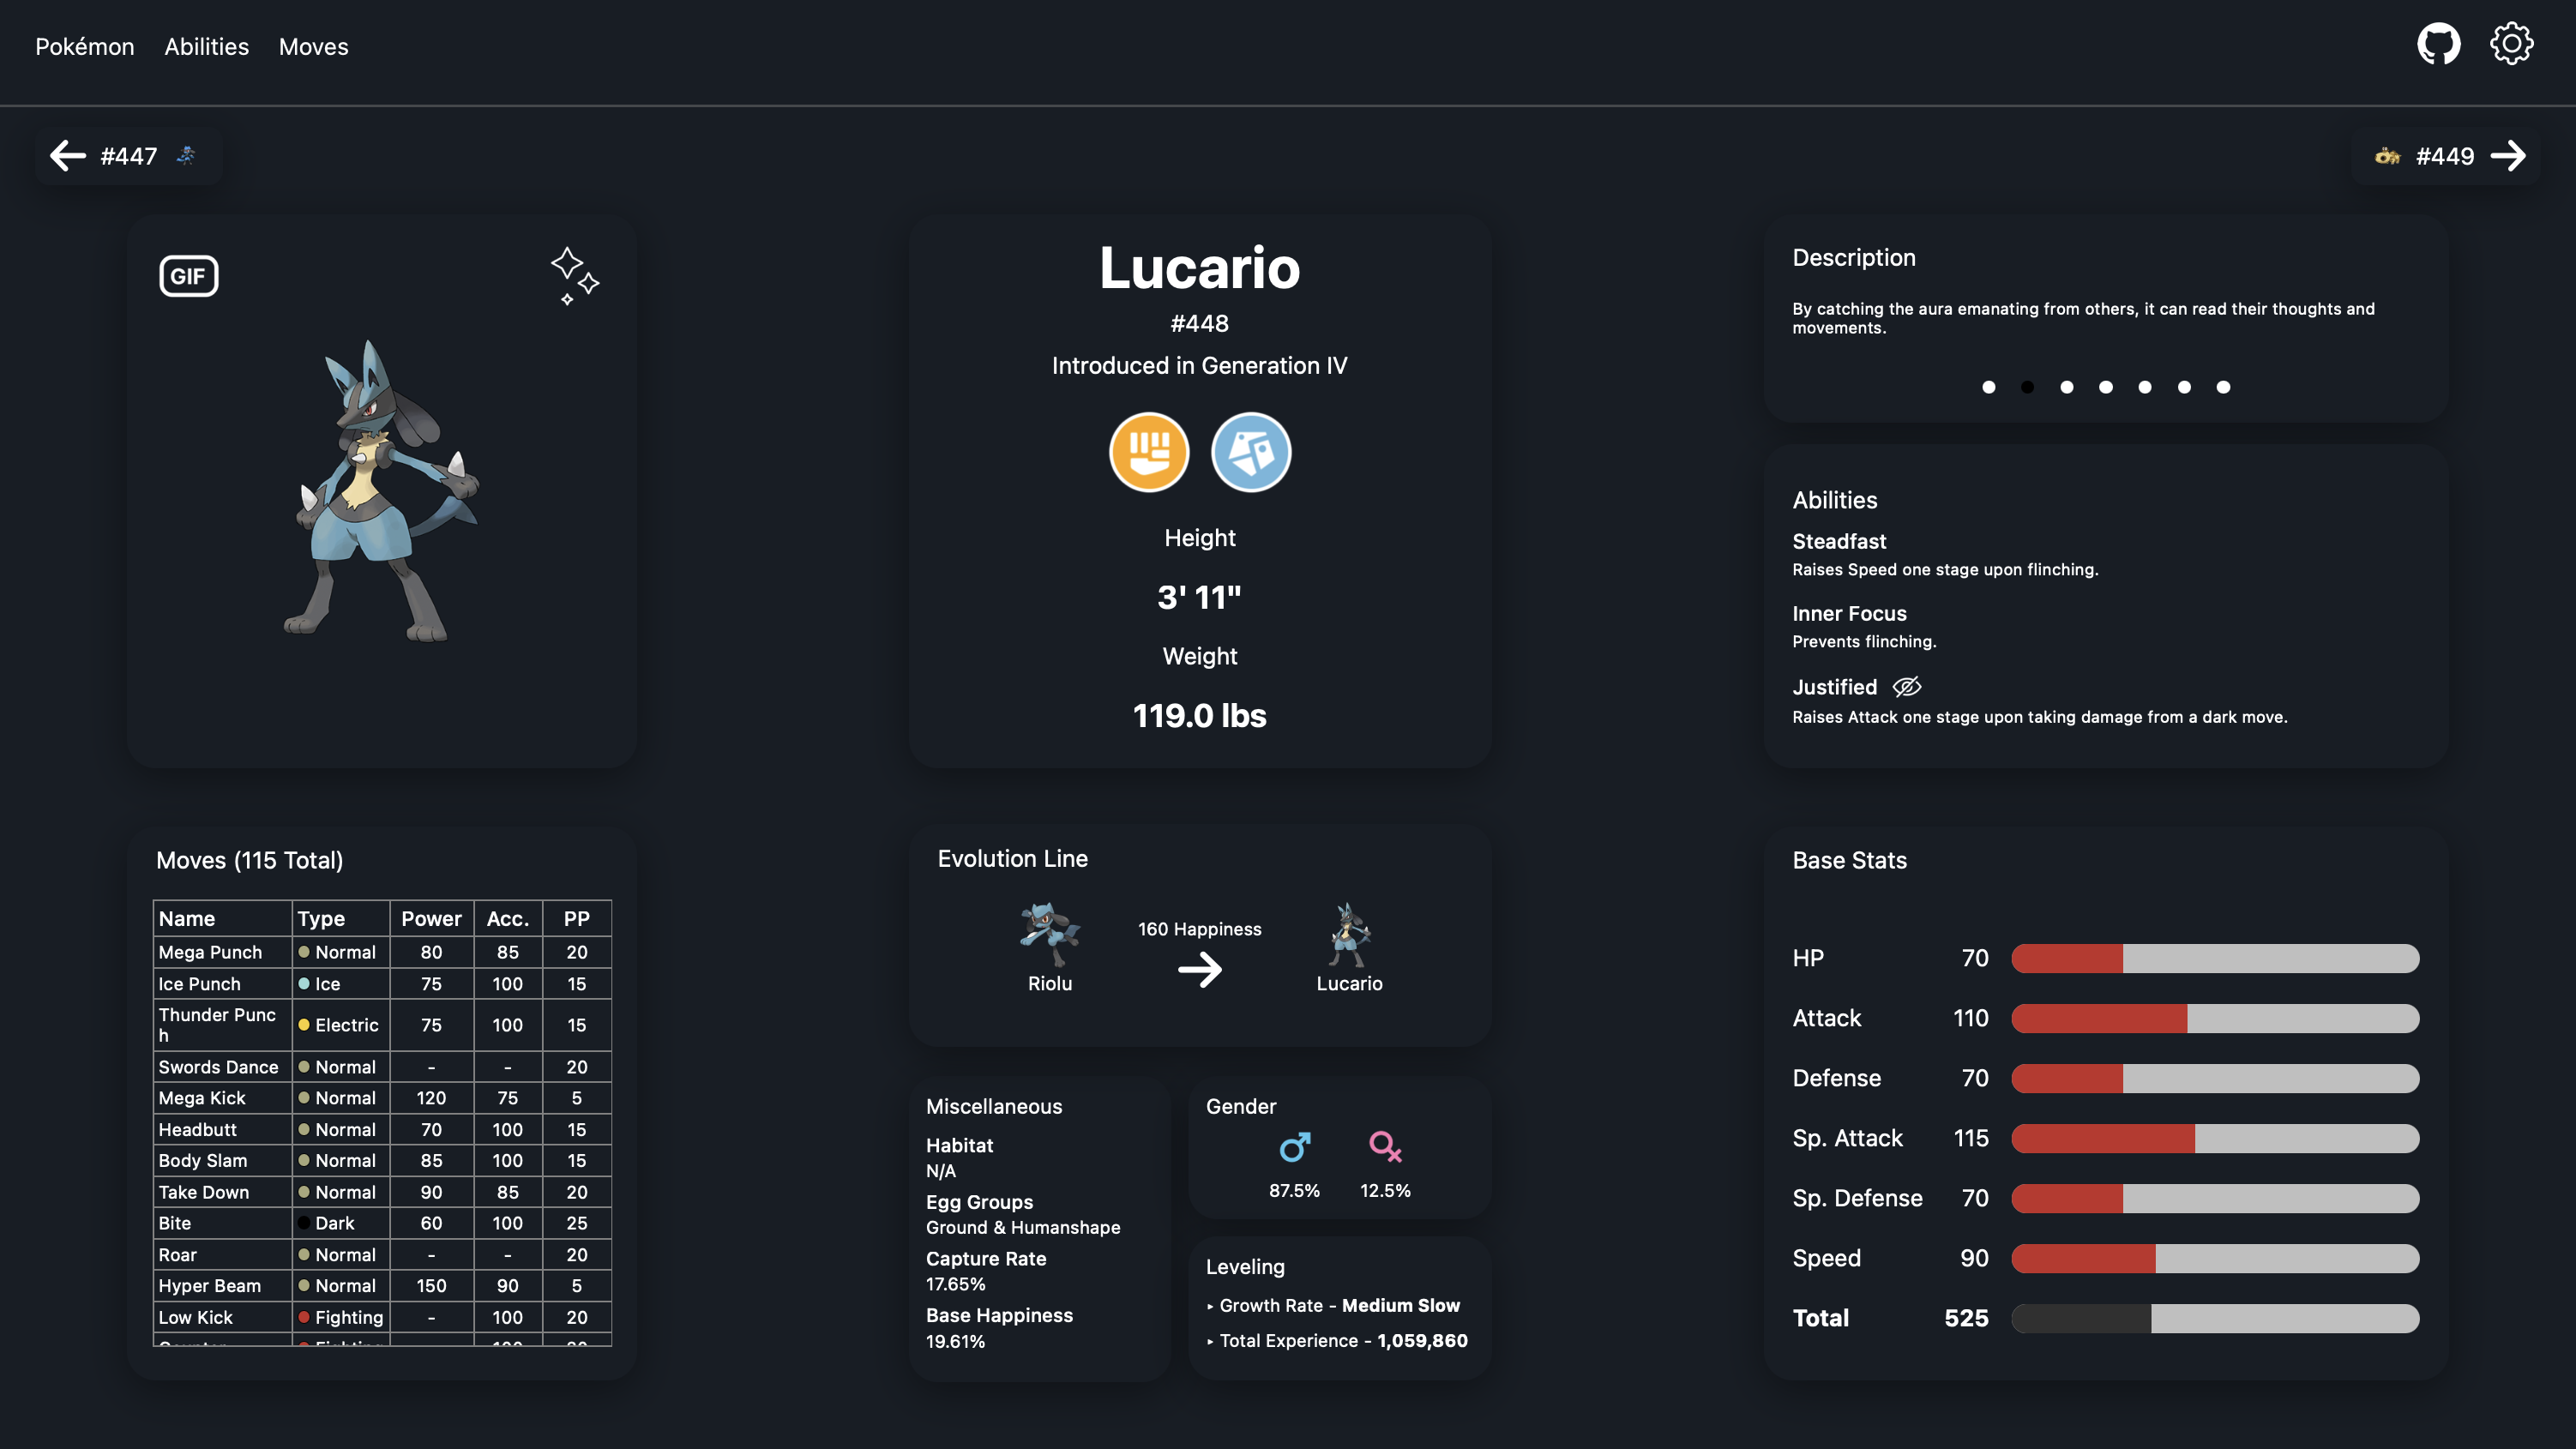 Pokémon Abilities Moves
#447
#449
GIF
Lucario
#448
Introduced in Generation IV
Height
3' 11"
Weight
119.0 lbs
Description
By catching the aura emanating from others, it can read their thoughts and
movements.
Abilities
Steadfast
Raises Speed one stage upon flinching.
Inner Focus
Prevents flinching.
Justified
Raises Attack one stage upon taking damage from a dark move.
Moves (115 Total)
Name Type Power Acc. PP
Mega Punch Normal 80 85 20
Ice Punch Ice 75 100 15
Thunder Punc
h Electric 75 100 15
Swords Dance Normal - - 20
Mega Kick Normal 120 75 5
Headbutt Normal 70 100 15
Body Slam Normal 85 100 15
Take Down Normal 90 85 20
Bite Dark 60 100 25
Roar Normal - - 20
Hyper Beam Normal 150 90 5
Low Kick Fighting - 100 20
Evolution Line
160 Happiness
Riolu
Lucario
Miscellaneous
Habitat
N/A
Egg Groups
Ground & Humanshape
Capture Rate
17.65%
Base Happiness
19.61%
Gender
87.5% 12.5%
Leveling
‣ Growth Rate - Medium Slow
‣ Total Experience - 1,059,860
Base Stats
HP 70
Attack 110
Defense 70
Sp. Attack 115
Sp. Defense 70
Speed 90
Total 525